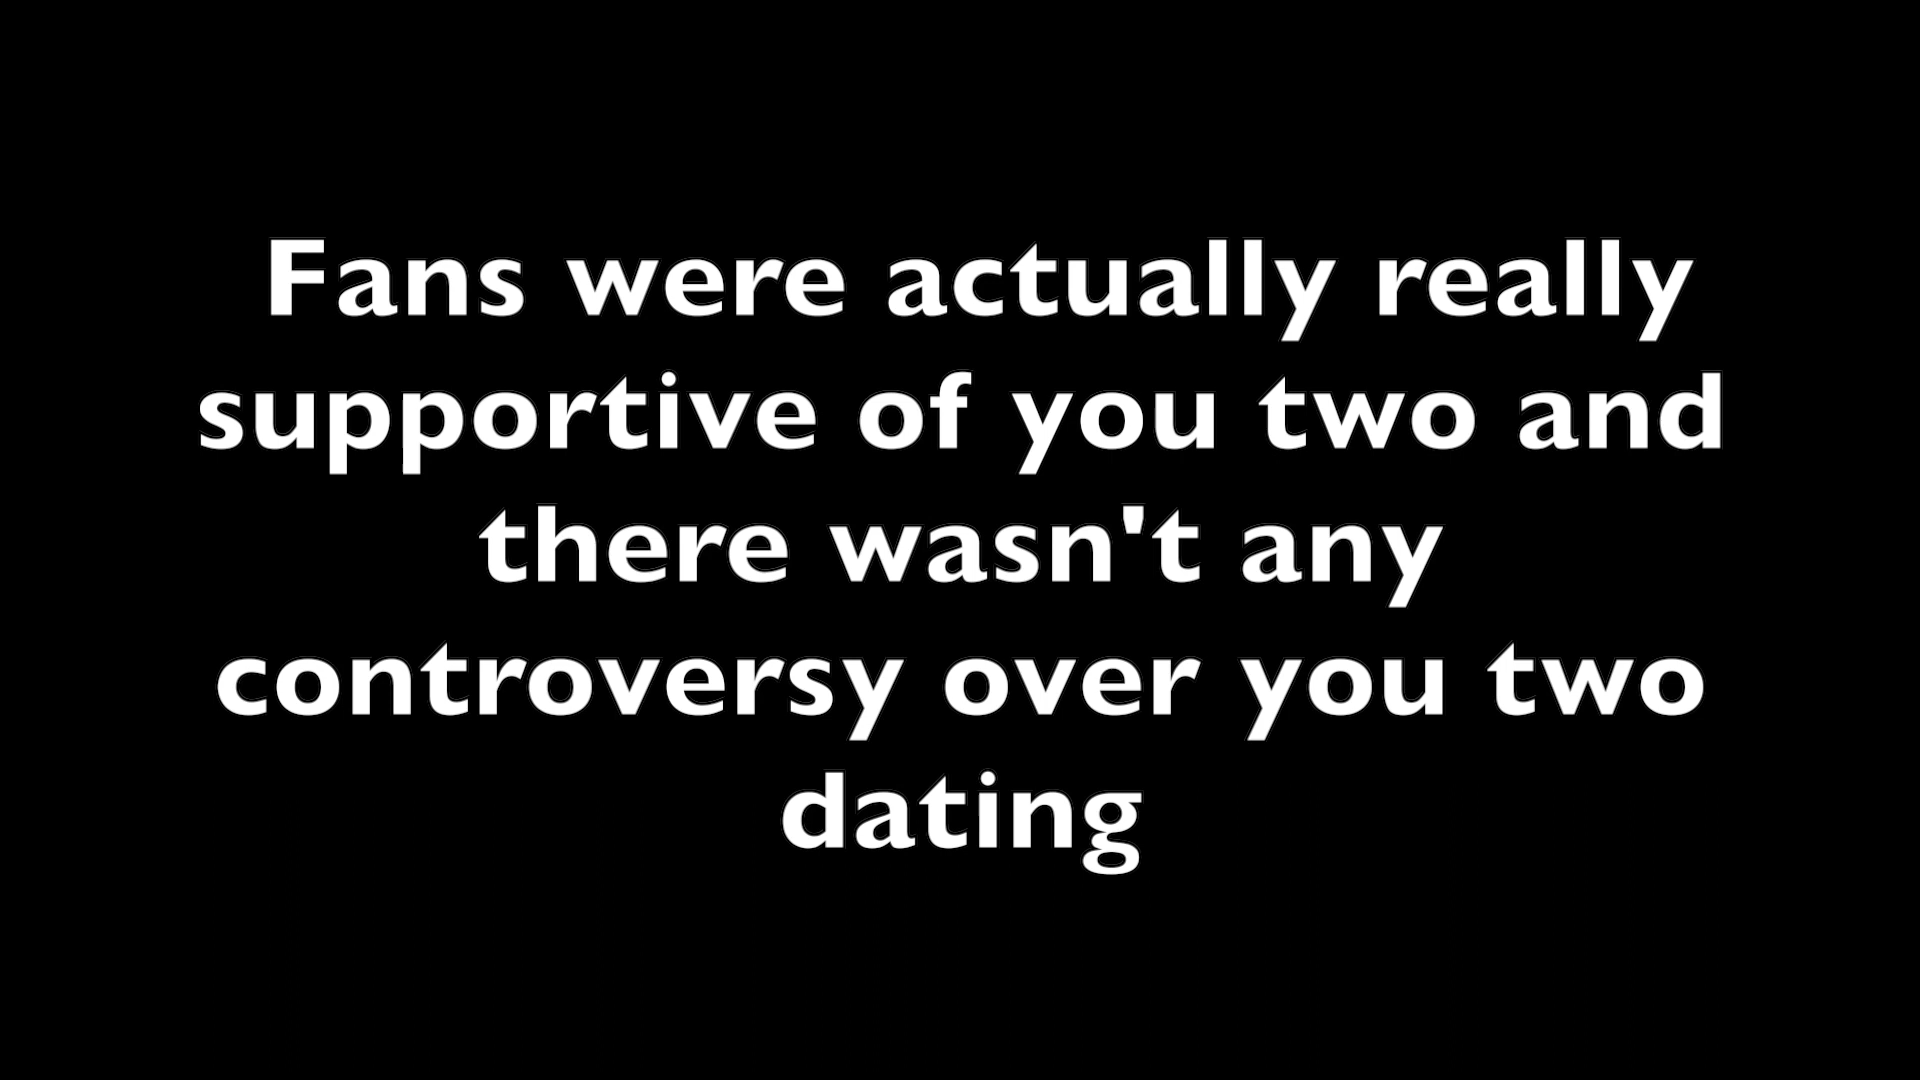 Fans were actually really
supportive of you two and
there wasn't any
controversy over you two
dating